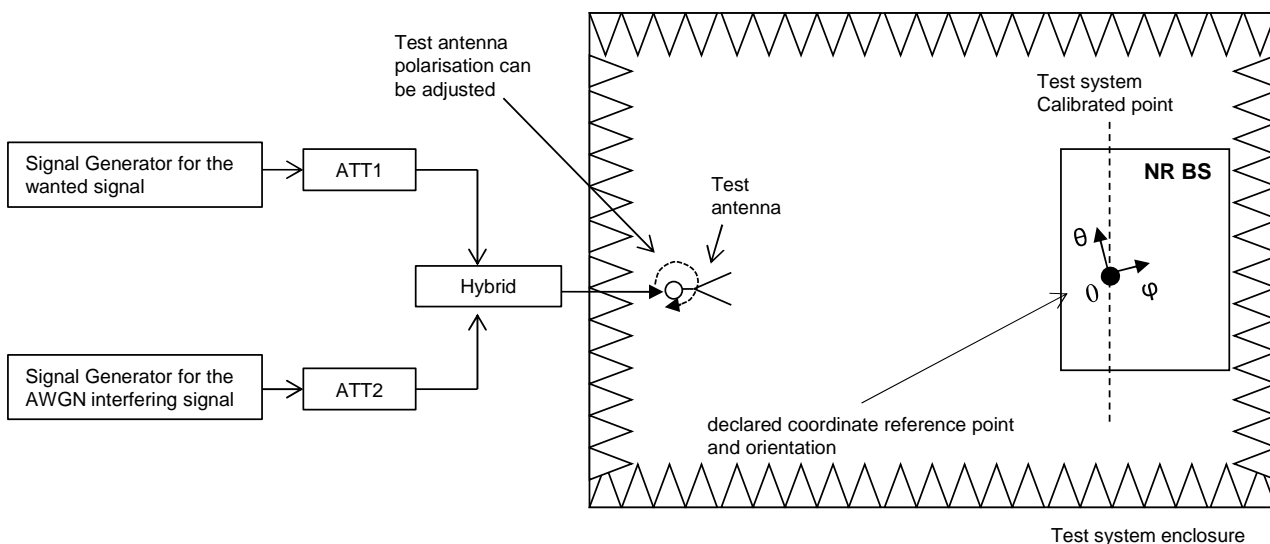 Test antenna
polarisation can
be adjusted
Test system
Calibrated point
Signal Generator for the
wanted signal
ATT1
NR BS
Test
antenna
θ
Hybrid
0
φ
Signal Generator for the
AWGN interfering signal
ATT2
declared coordinate reference point
and orientation
Test system enclosure